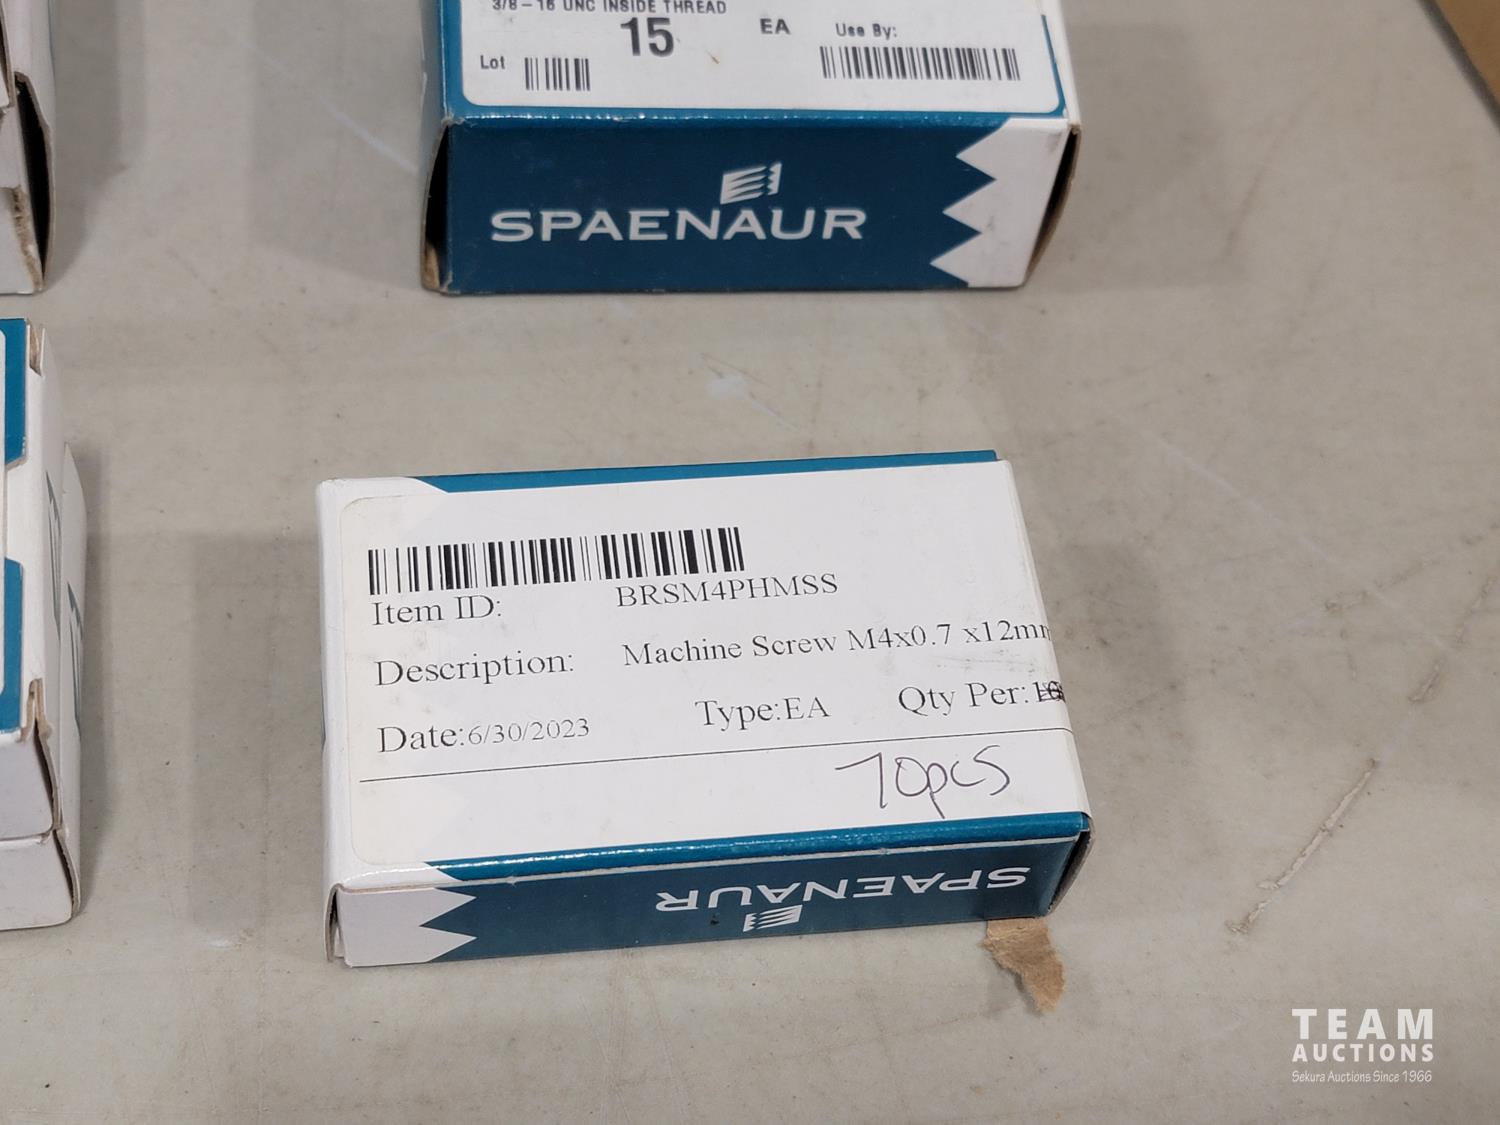 3/8-16 UNC INSIDE THREAD
15 EA Use By:
Lot
SPAENAUR
Item ID: BRSM4PHMSS
Description: Machine Screw M4x0.7 x12mm
Date:6/30/2023 Type:EA Qty Per:
70pcs
SPAENAUR
TEAM
AUCTIONS
Sekura Auctions Since 1966